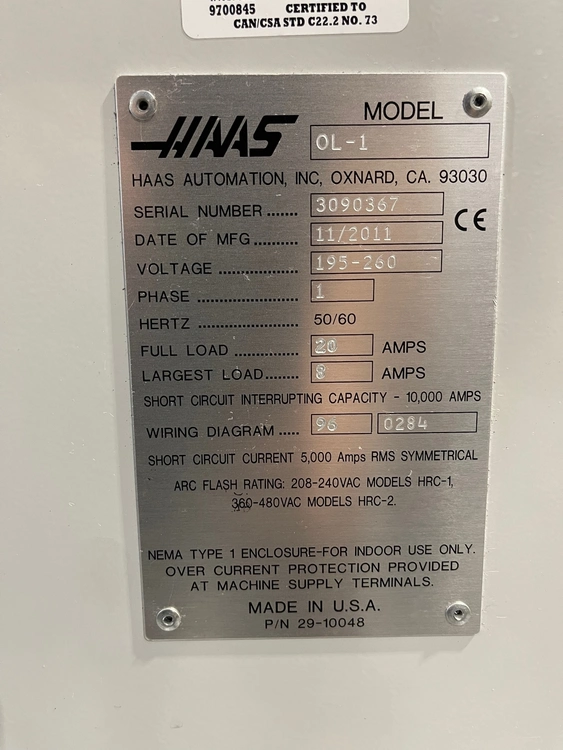 9700845 CERTIFIED TO
CAN/CSA STD C22.2 NO. 73
HAAS
MODEL
OL-1
HAAS AUTOMATION, INC, OXNARD, CA. 93030
SERIAL NUMBER ....... 3090367
CE
DATE OF MFG ......... 11/2011
VOLTAGE ............... 195-260
PHASE .................. 1
HERTZ ................... 50/60
FULL LOAD ............. 20 AMPS
LARGEST LOAD........ 8 AMPS
SHORT CIRCUIT INTERRUPTING CAPACITY - 10,000 AMPS
WIRING DIAGRAM ..... 96 0284
SHORT CIRCUIT CURRENT 5,000 Amps RMS SYMMETRICAL
ARC FLASH RATING: 208-240VAC MODELS HRC-1,
360-480VAC MODELS HRC-2.
NEMA TYPE 1 ENCLOSURE-FOR INDOOR USE ONLY.
OVER CURRENT PROTECTION PROVIDED
AT MACHINE SUPPLY TERMINALS.
MADE IN U.S.A.
P/N 29-10048